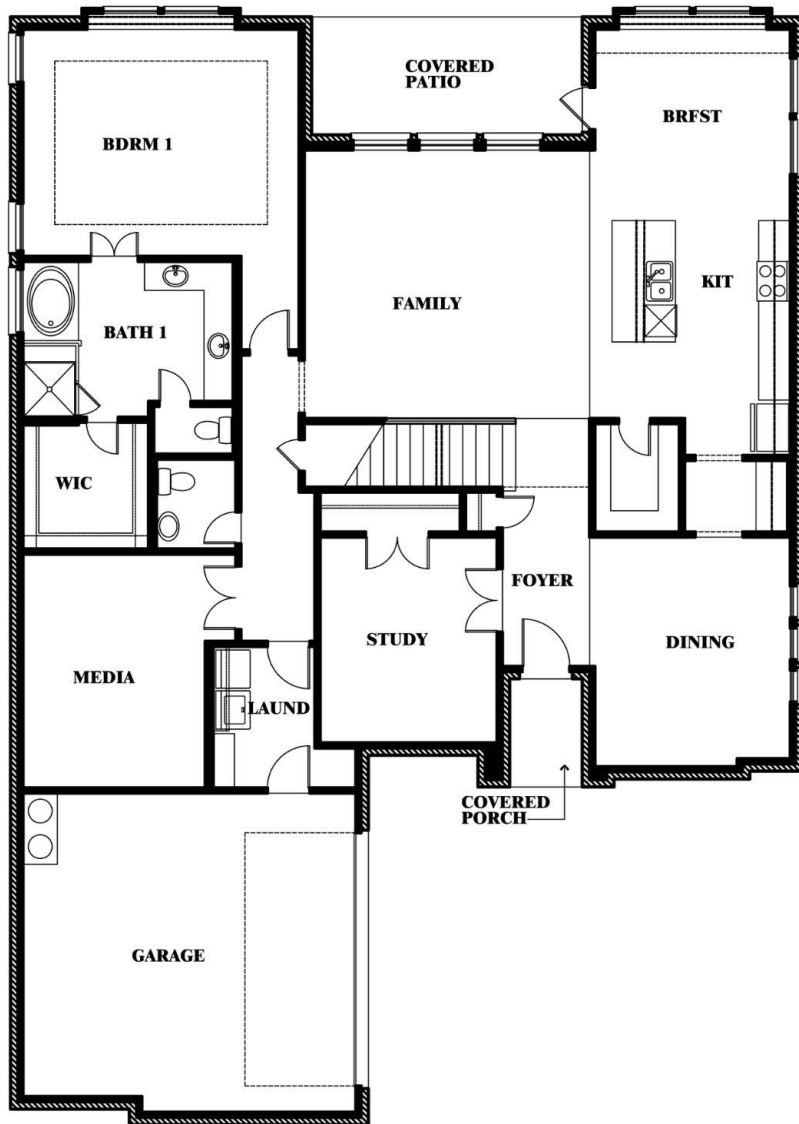 COVERED
PATIO
BRFST
BDRM 1
KIT
FAMILY
BATH 1
WIC
FOYER
STUDY
DINING
MEDIA
LAUND
COVERED
PORCH
GARAGE